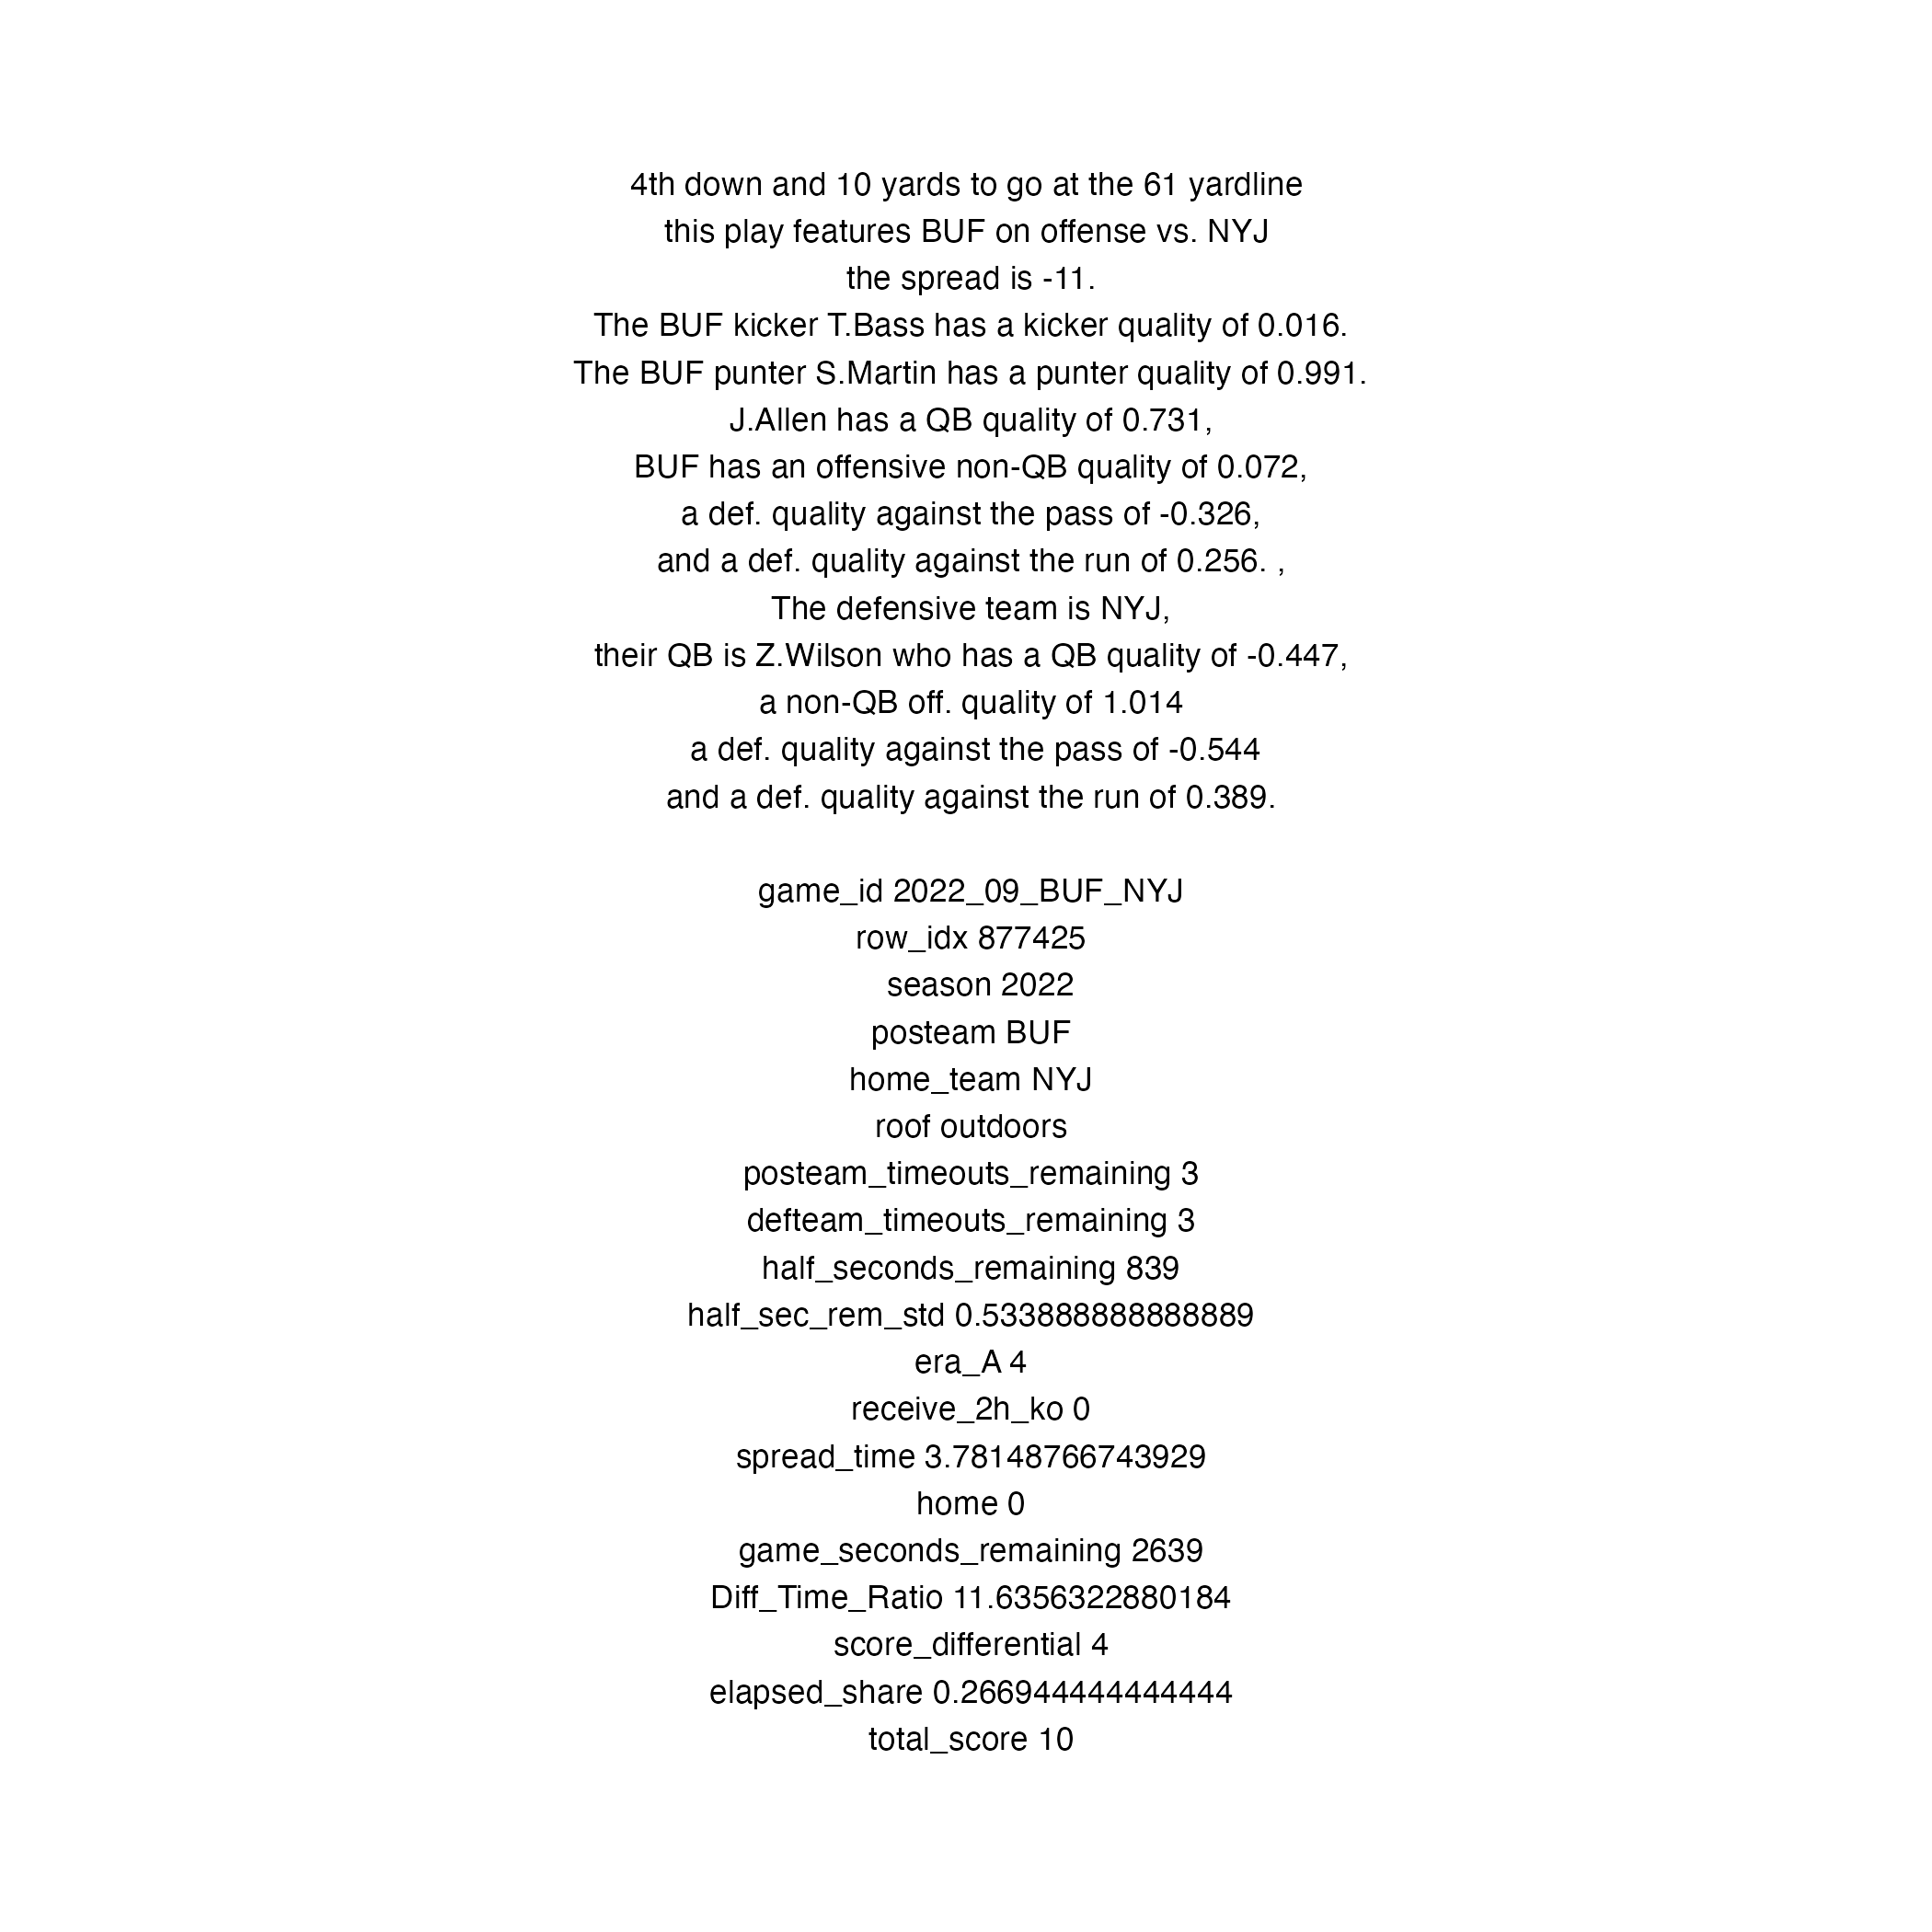 4th down and 10 yards to go at the 61 yardline
this play features BUF on offense vs. NYJ
the spread is -11.
The BUF kicker T.Bass has a kicker quality of 0.016.
The BUF punter S.Martin has a punter quality of 0.991.
J.Allen has a QB quality of 0.731,
BUF has an offensive non-QB quality of 0.072,
a def. quality against the pass of -0.326,
and a def. quality against the run of 0.256. ,
The defensive team is NYJ,
their QB is Z.Wilson who has a QB quality of -0.447,
a non-QB off. quality of 1.014
a def. quality against the pass of -0.544
and a def. quality against the run of 0.389.
game_id 2022_09_BUF_NYJ
row_idx 877425
season 2022
posteam BUF
home_team NYJ
roof outdoors
posteam_timeouts_remaining 3
defteam_timeouts_remaining 3
half_seconds_remaining 839
half_sec_rem_std 0.533888888888889
era_A 4
receive_2h_ko 0
spread_time 3.78148766743929
home 0
game_seconds_remaining 2639
Diff_Time_Ratio 11.6356322880184
score_differential 4
elapsed_share 0.266944444444444
total_score 10